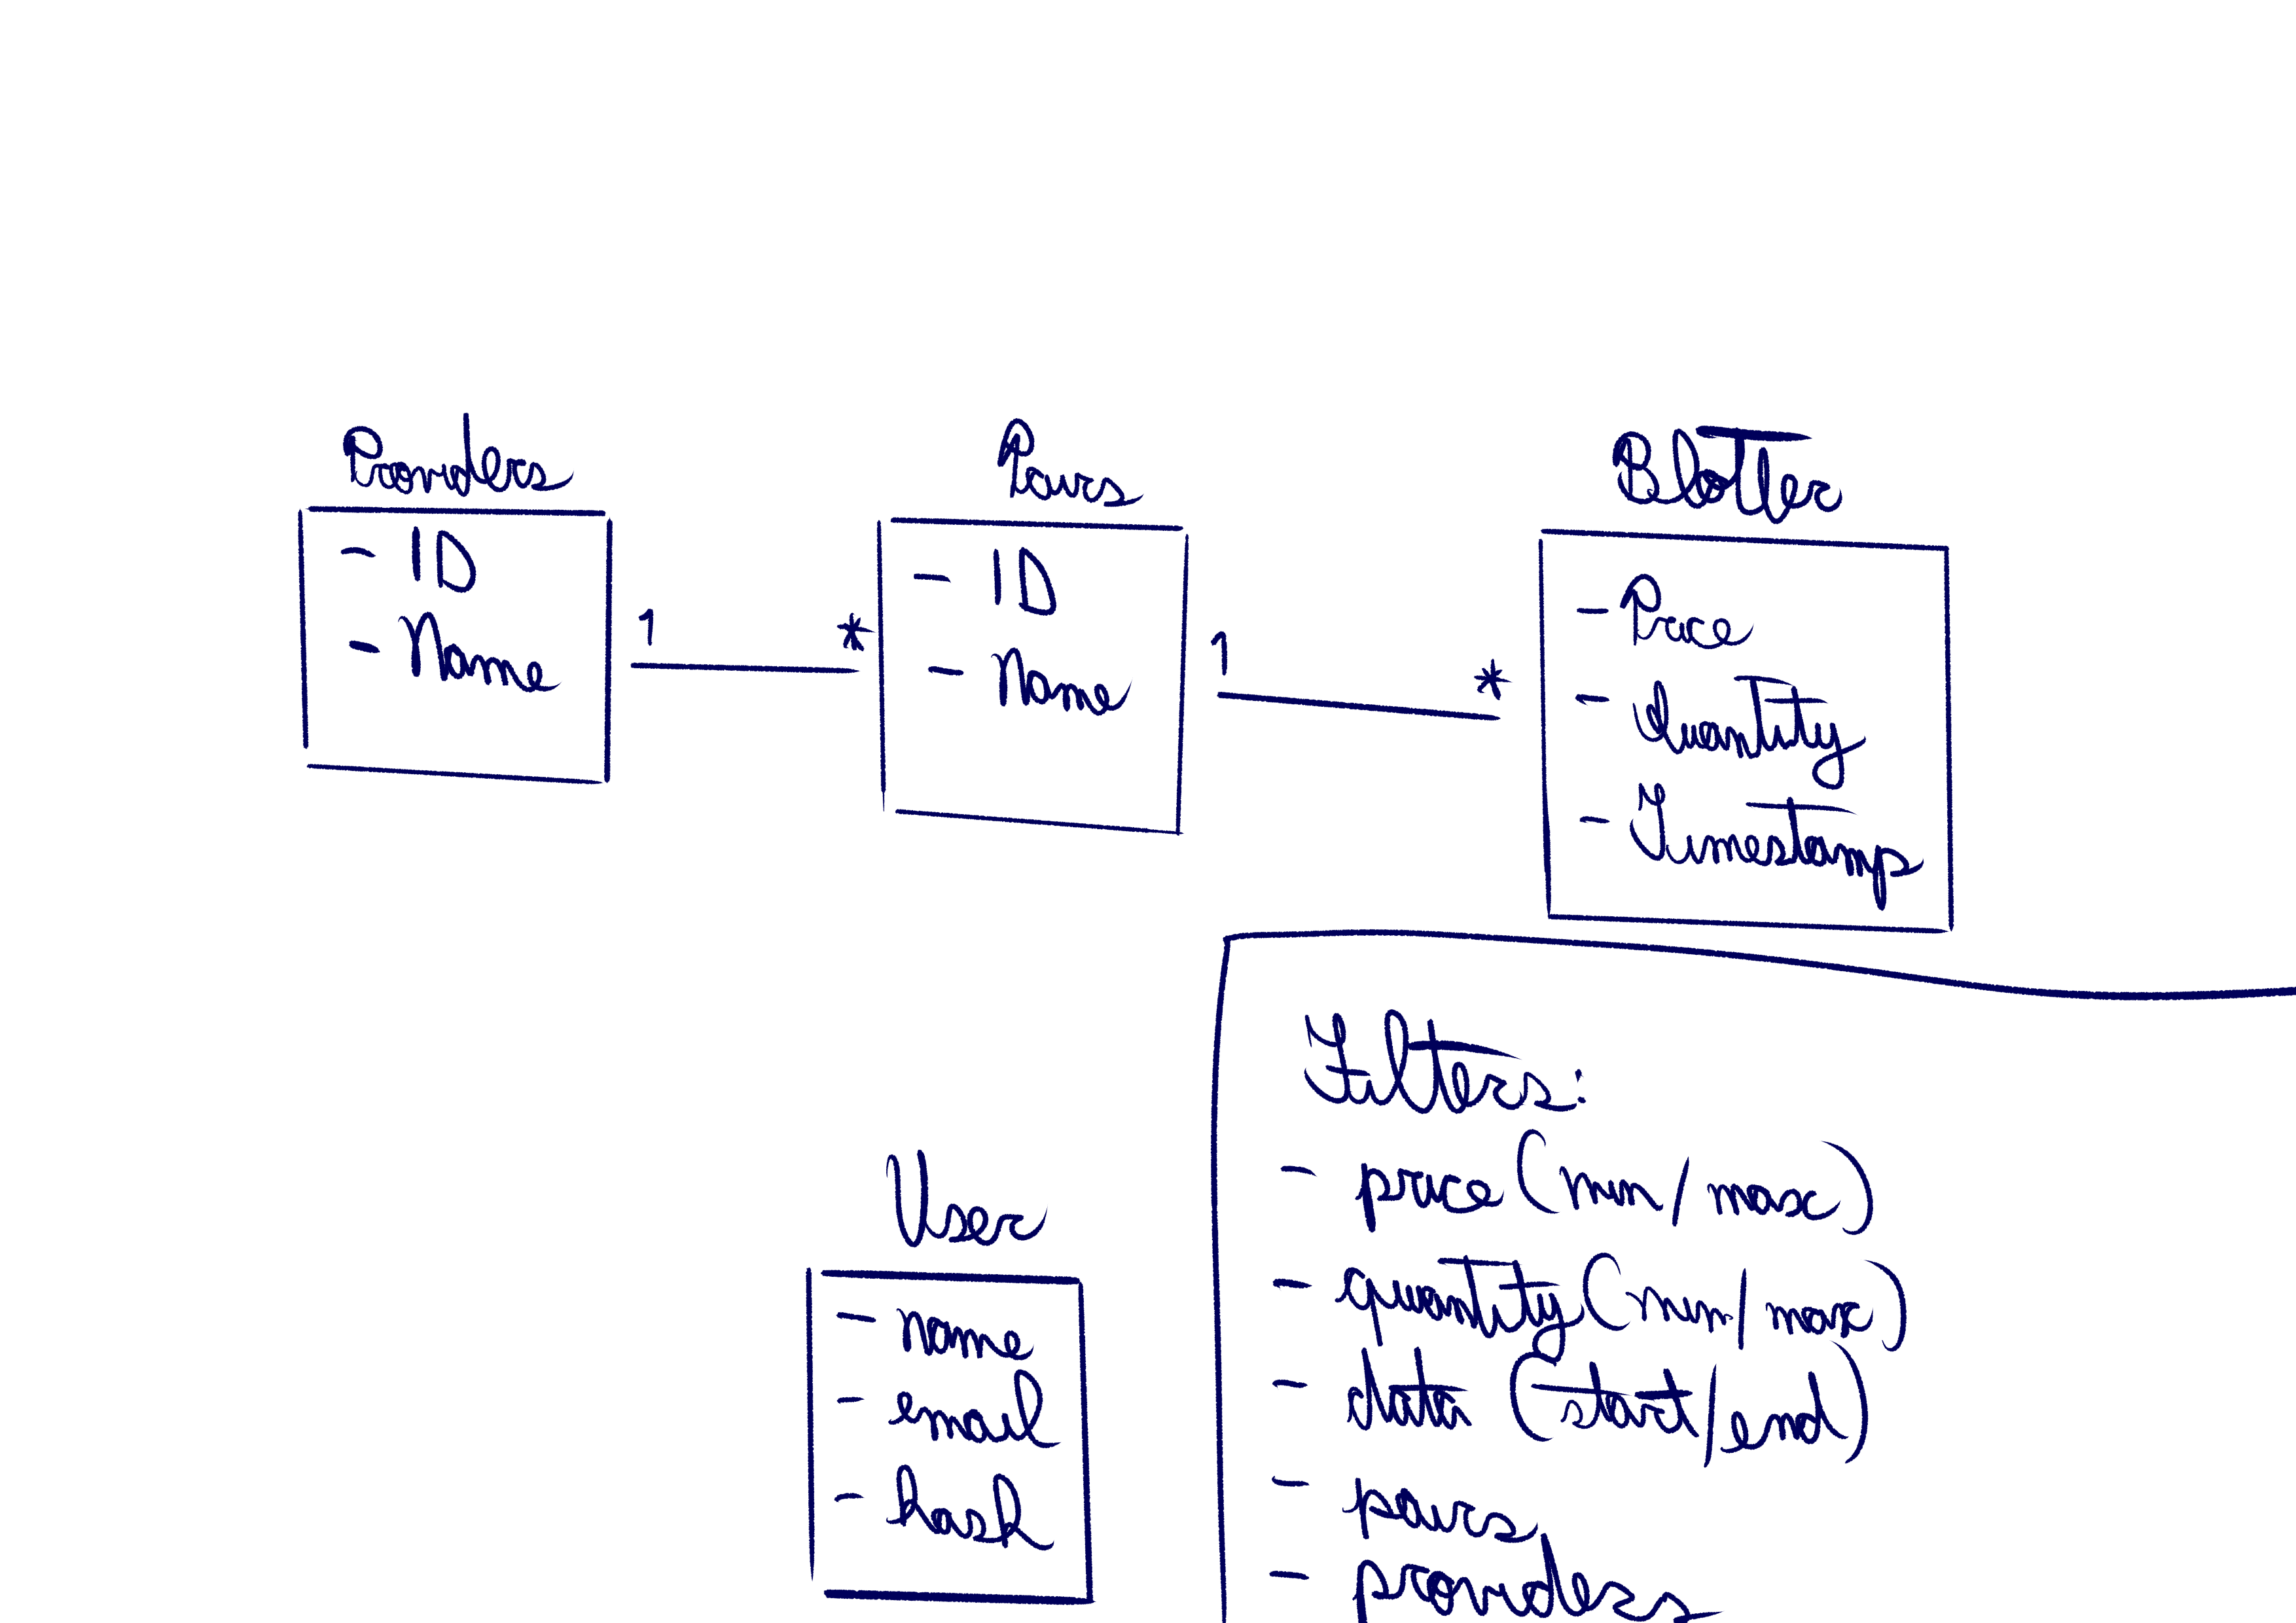 Providers
- ID
- Name
1 *
Pairs
- ID
- Name
1 *
Blotter
- Price
- Quantity
- Timestamp
User
- name
- email
- hash
Filters:
- price (min/max)
- quantity (min/max)
- data (start/end)
- pairs
- providers